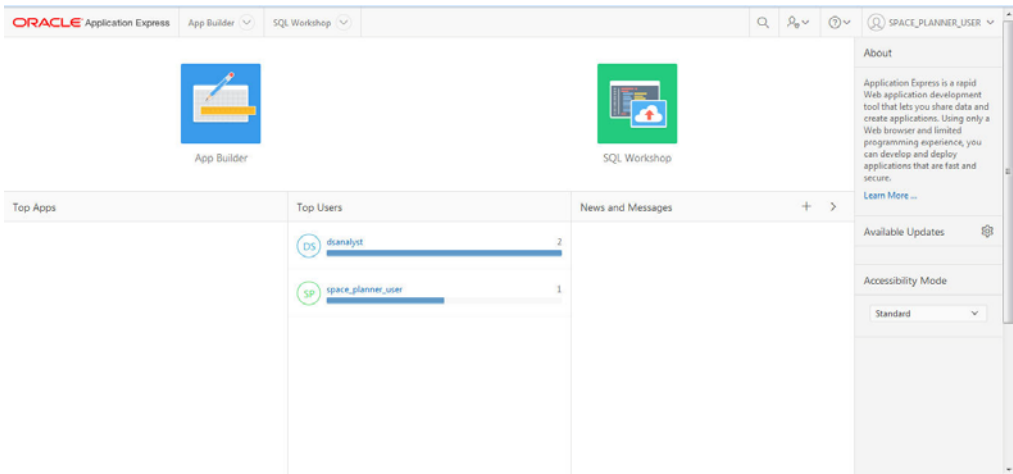 ORACLE Application Express App Builder SQL Workshop SPACE_PLANNER_USER
App Builder
SQL Workshop
Top Apps
Top Users
DS dsanalyst 2
SP space_planner_user 1
News and Messages
About
Application Express is a rapid
Web application development
tool that lets you share data and
create applications. Using only a
Web browser and limited
programming experience, you
can develop and deploy
applications that are fast and
secure.
Learn More ...
Available Updates
Accessibility Mode
Standard